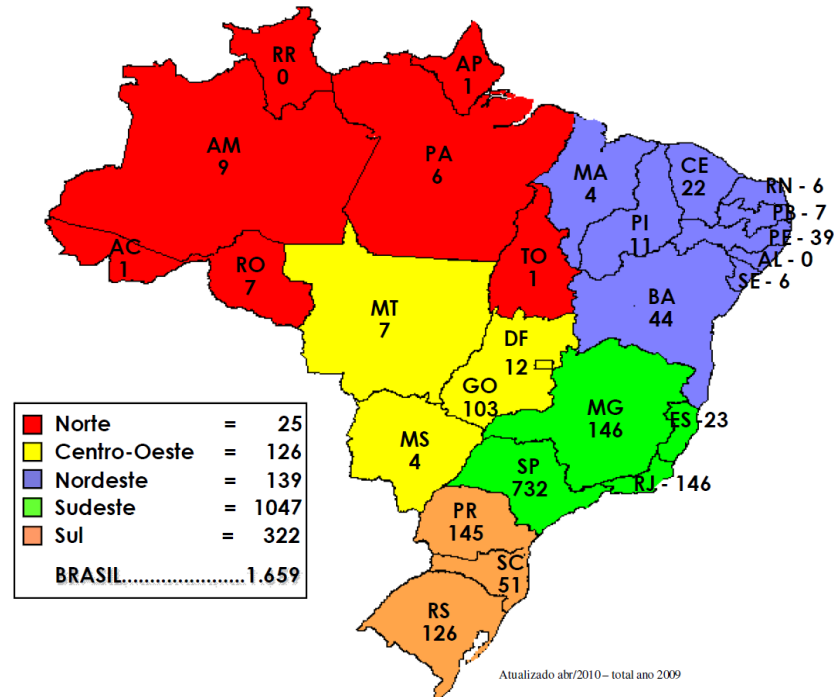 RR
0
AP
1
AM
9
PA
6
MA
4
CE
22
RN - 6
PB - 7
PE - 39
AL - 0
SE - 6
PI
11
AC
1
RO
7
TO
1
MT
7
BA
44
DF
12
GO
103
MG
146
ES -23
MS
4
SP
732
RJ - 146
PR
145
SC
51
RS
126
Norte = 25
Centro-Oeste = 126
Nordeste = 139
Sudeste = 1047
Sul = 322
BRASIL......................1.659
Atualizado abr/2010 – total ano 2009